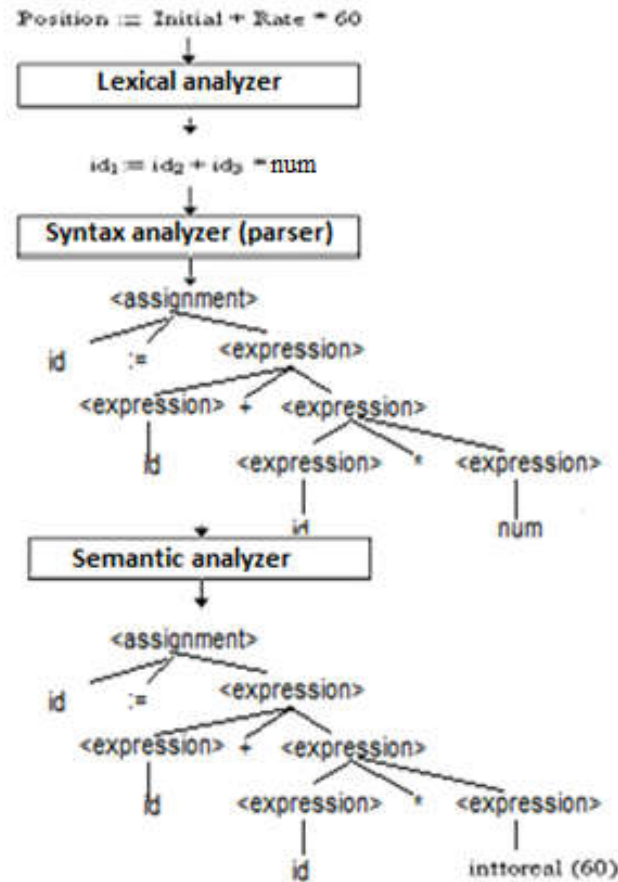 Position := Initial + Rate * 60
Lexical analyzer
id₁ := id₂ + id₃ * num
Syntax analyzer (parser)
<assignment>
id := <expression>
<expression> + <expression>
id <expression> * <expression>
id num
Semantic analyzer
<assignment>
id := <expression>
<expression> + <expression>
id <expression> * <expression>
id inttoreal (60)